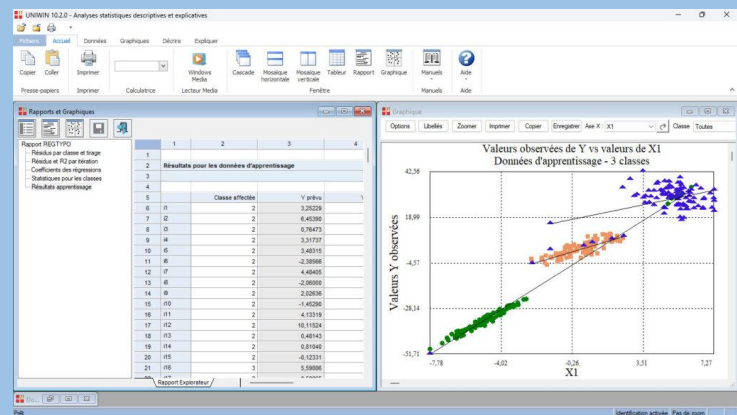 UNIWIN 10.2.0 - Analyses statistiques descriptives et explicatives
Fichiers Accueil Données Graphiques Décrire Expliquer
Copier Coller Imprimer Windows Media Cascade Mosaïque horizontale Mosaïque verticale Tableur Rapport Graphique Manuels Aide
Presse-papiers Imprimer Calculatrice Lecteur Media Fenêtre Manuels Aide
Rapports et Graphiques
Rapport REGTYPO
Résidus par classe et tirage
Résidus et R2 par itération
Coefficients des régressions
Statistiques pour les classes
Résultats apprentissage
1 2 3 4
1
2 Résultats pour les données d'apprentissage
3
4
5 Classe affectée Y prévu
6 i1 2 3,25229
7 i2 2 6,45386
8 i3 2 0,76473
9 i4 2 3,31737
10 i5 2 3,48315
11 i6 2 -2,38566
12 i7 2 4,48465
13 i8 2 -2,06000
14 i9 2 2,02636
15 i10 2 -1,45290
16 i11 2 4,13319
17 i12 2 10,11524
18 i13 2 6,48143
19 i14 2 0,81848
20 i15 2 -0,12331
21 i16 3 5,59886
Rapport Explorateur
Graphique
Options Libellés Zoomer Imprimer Copier Enregistrer Axe X : X1 Classe Toutes
Valeurs observées de Y vs valeurs de X1
Données d'apprentissage - 3 classes
Valeurs Y observées
42,56
18,99
-4,57
-28,14
-51,71
-7,78 -4,02 -0,26 3,51 7,27
X1
Prêt Identification activée Pas de zoom